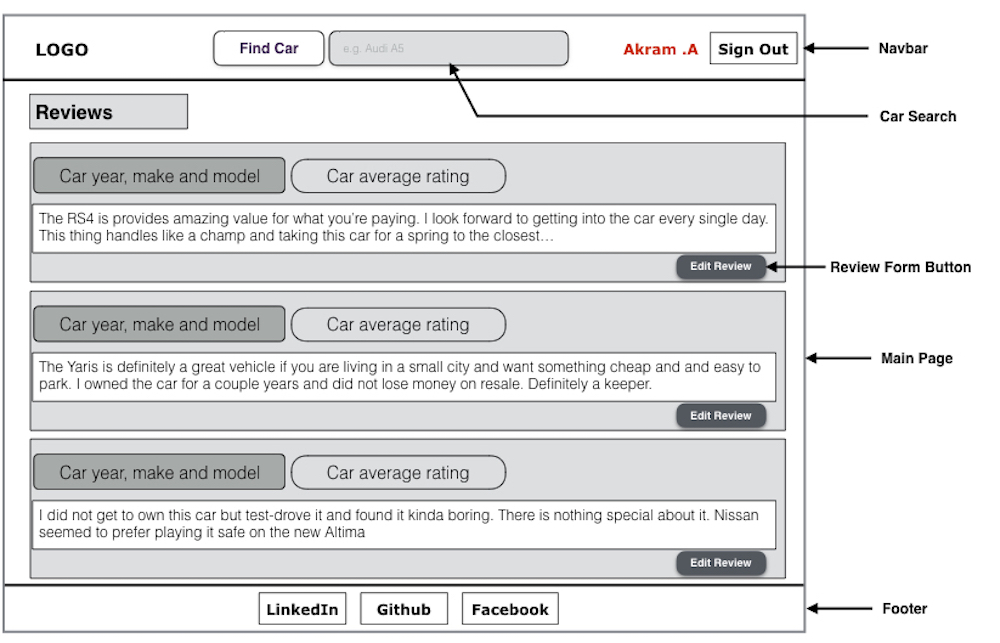 LOGO
Find Car
e.g. Audi A5
Akram .A
Sign Out
Navbar
Car Search
Reviews
Car year, make and model
Car average rating
The RS4 is provides amazing value for what you're paying. I look forward to getting into the car every single day.
This thing handles like a champ and taking this car for a spring to the closest...
Edit Review
Review Form Button
Car year, make and model
Car average rating
Main Page
The Yaris is definitely a great vehicle if you are living in a small city and want something cheap and and easy to
park. I owned the car for a couple years and did not lose money on resale. Definitely a keeper.
Edit Review
Car year, make and model
Car average rating
I did not get to own this car but test-drove it and found it kinda boring. There is nothing special about it. Nissan
seemed to prefer playing it safe on the new Altima
Edit Review
LinkedIn
Github
Facebook
Footer